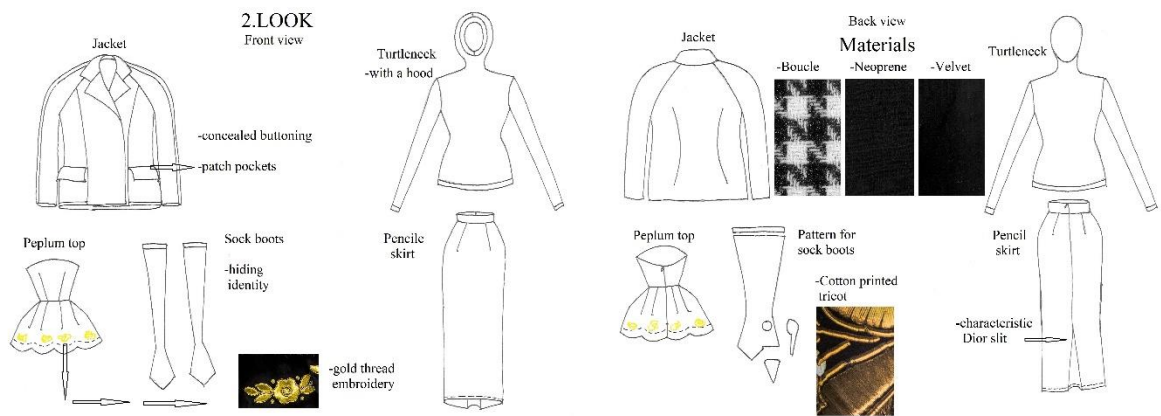 2.LOOK
Front view
Jacket
Turtleneck
-with a hood
-concealed buttoning
-patch pockets
Peplum top
Sock boots
-hiding
identity
Pencile
skirt
-gold thread
embroidery
Back view
Materials
Jacket
-Boucle
-Neoprene
-Velvet
Turtleneck
Peplum top
Pattern for
sock boots
-Cotton printed
tricot
Pencil
skirt
-characteristic
Dior slit